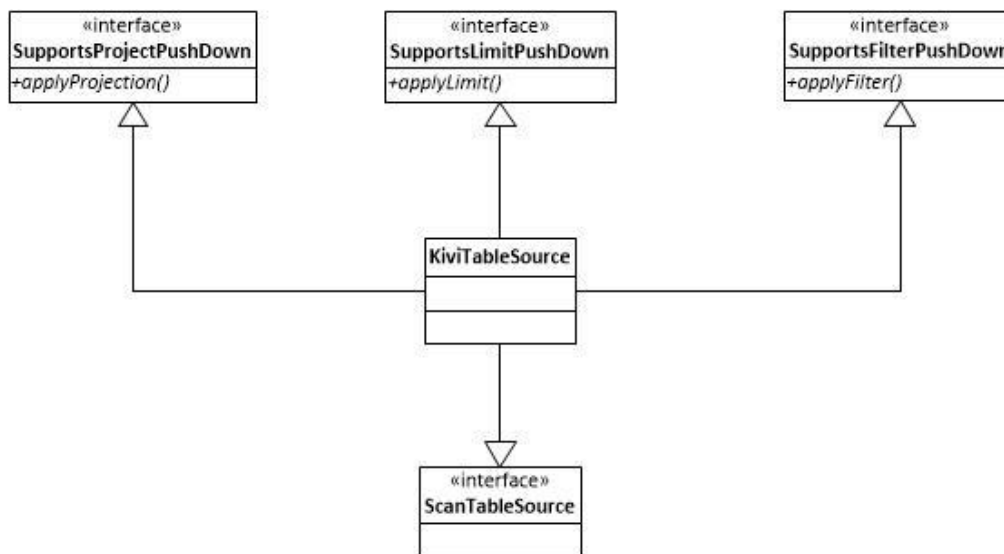 «interface»
SupportsProjectPushDown
+applyProjection()
«interface»
SupportsLimitPushDown
+applyLimit()
«interface»
SupportsFilterPushDown
+applyFilter()
KiviTableSource
«interface»
ScanTableSource